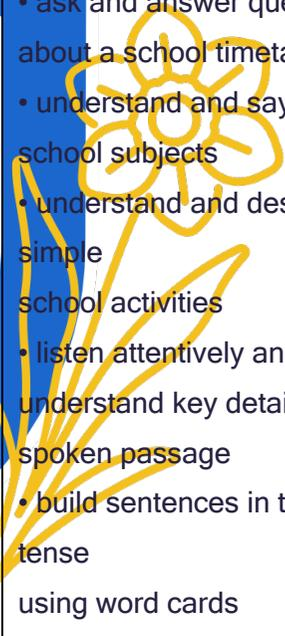 • ask and answer que
about a school timeta
• understand and say
school subjects
• understand and des
simple
school activities
• listen attentively an
understand key detai
spoken passage
• build sentences in t
tense
using word cards